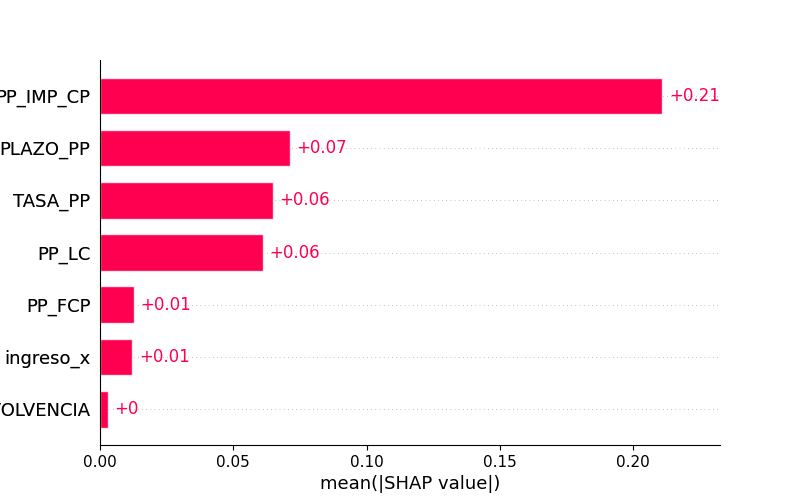 PP_IMP_CP +0.21
PLAZO_PP +0.07
TASA_PP +0.06
PP_LC +0.06
PP_FCP +0.01
ingreso_x +0.01
OLVENCIA +0
0.00 0.05 0.10 0.15 0.20
mean(|SHAP value|)